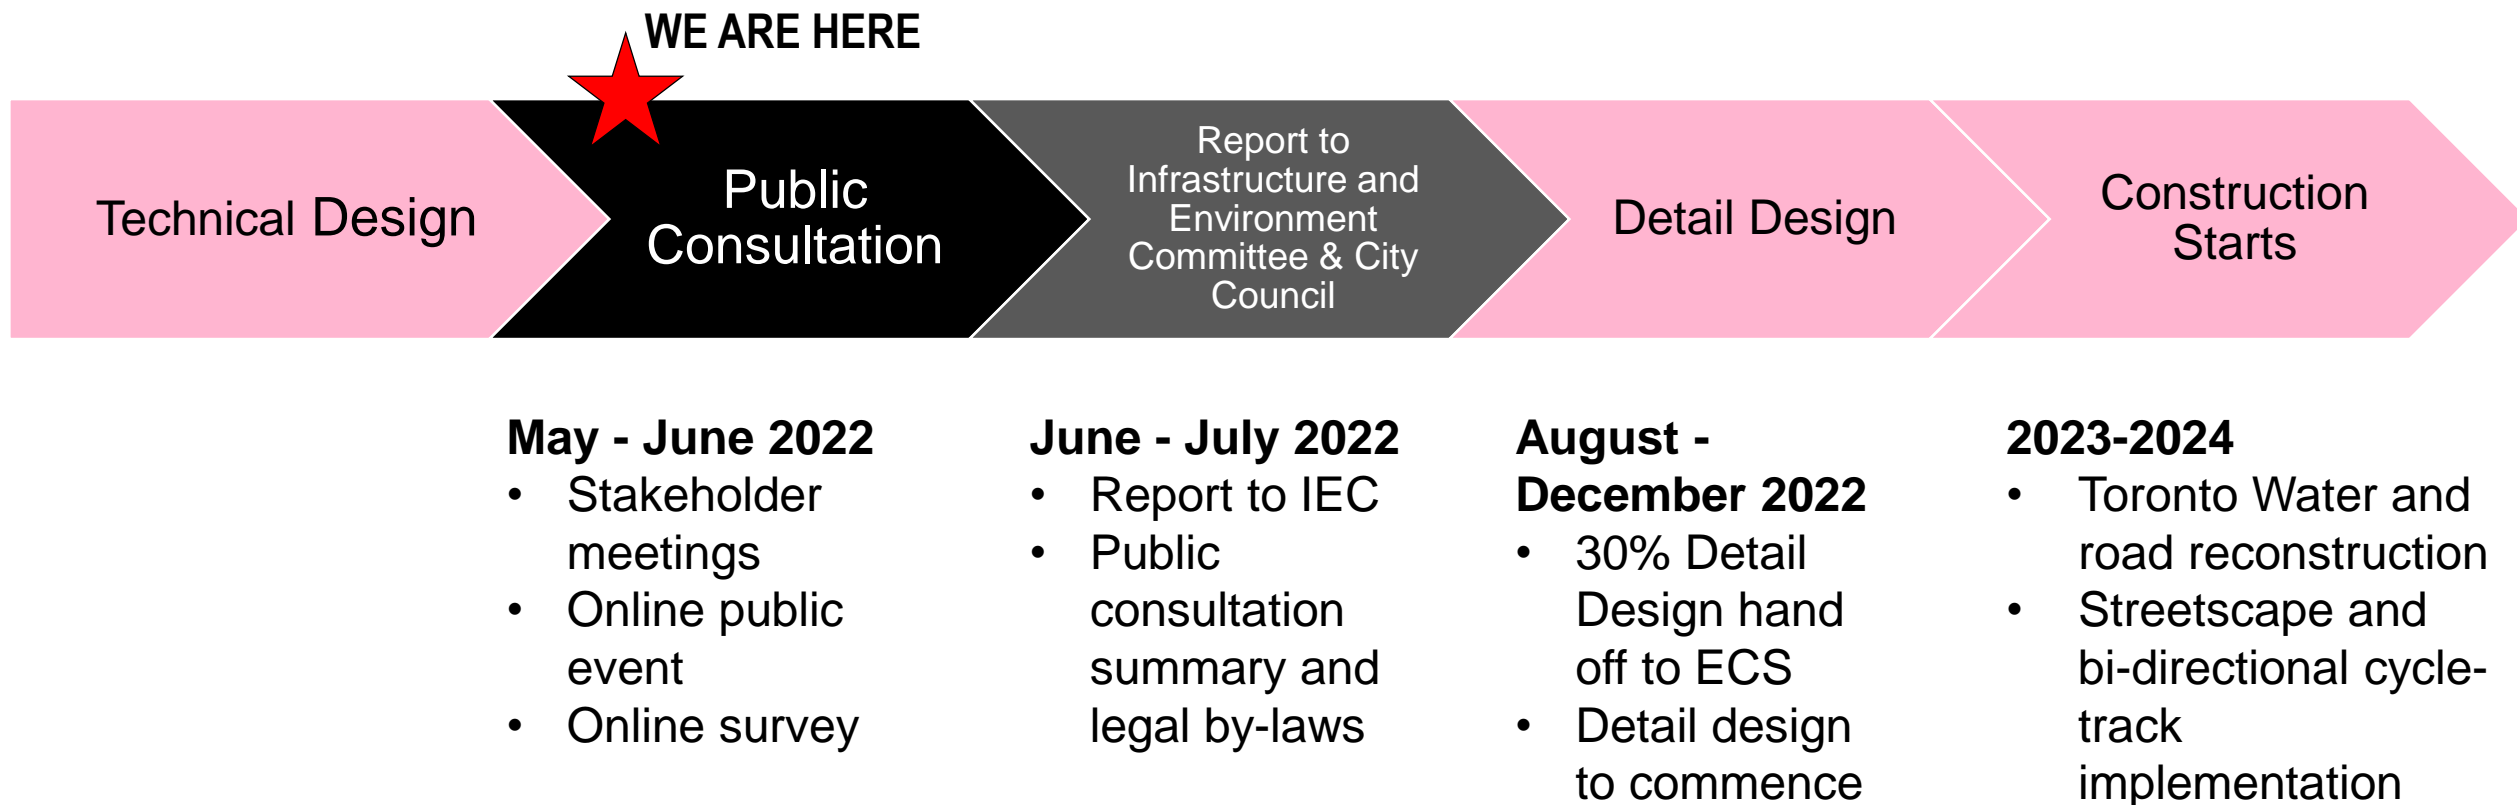 WE ARE HERE
Technical Design
Public
Consultation
Report to
Infrastructure and
Environment
Committee & City
Council
Detail Design
Construction
Starts
May - June 2022
• Stakeholder
meetings
• Online public
event
• Online survey
June - July 2022
• Report to IEC
• Public
consultation
summary and
legal by-laws
August -
December 2022
• 30% Detail
Design hand
off to ECS
• Detail design
to commence
2023-2024
• Toronto Water and
road reconstruction
• Streetscape and
bi-directional cycle-
track
implementation